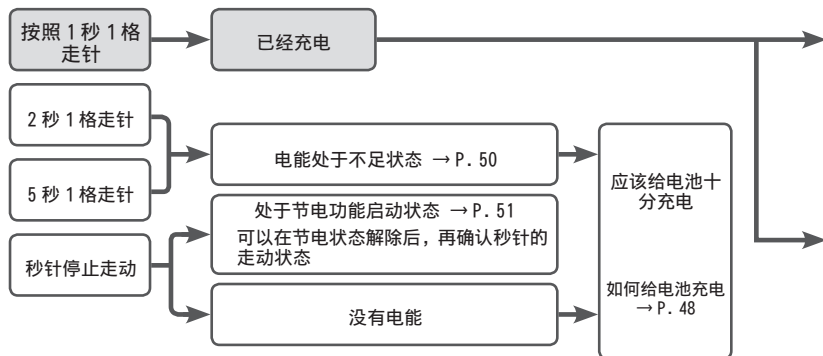 按照1秒1格
走针
已经充电
2秒1格走针
5秒1格走针
电能处于不足状态 →P.50
应该给电池十
分充电
处于节电功能启动状态 →P.51
可以在节电状态解除后，再确认秒针的
走动状态
秒针停止走动
没有电能
如何给电池充电
→P.48